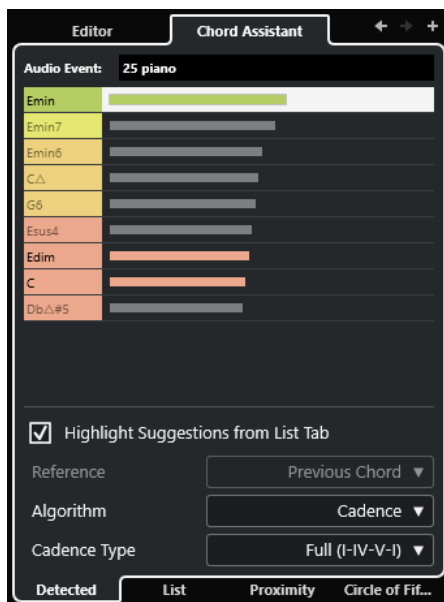 Editor Chord Assistant
Audio Event: 25 piano
Emin
Emin7
Emin6
C△
G6
Esus4
Edim
C
Db△#5
Highlight Suggestions from List Tab
Reference Previous Chord
Algorithm Cadence
Cadence Type Full (I-IV-V-I)
Detected List Proximity Circle of Fif...